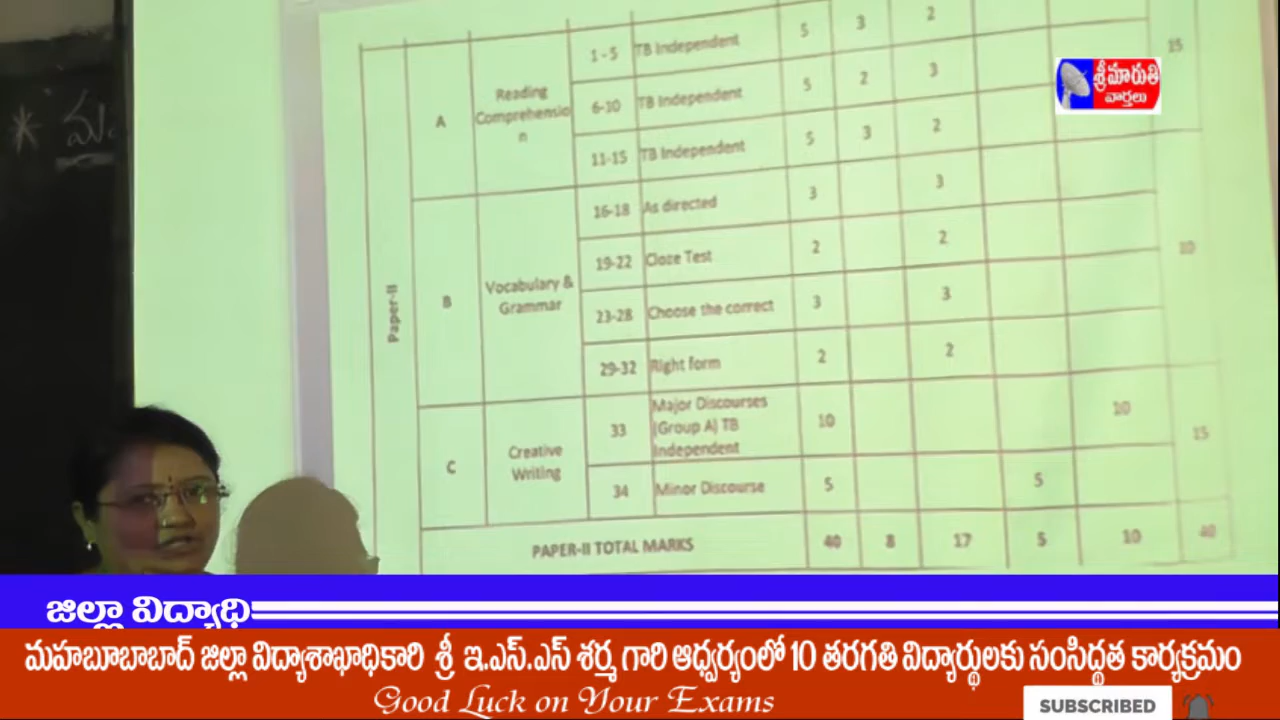 1 - 5 TB Independent 5 3 2
15
A Reading Comprehensio n 6-10 TB Independent 5 2 3
11-15 TB Independent 5 3 2
16-18 As directed 3 3
19-22 Cloze Test 2 2
10
Paper-II B Vocabulary & Grammar 23-28 Choose the correct 3 3
29-32 Right form 2 2
33 Major Discourses (Group A) TB Independent 10 10
15
C Creative Writing
34 Minor Discourse 5 5
PAPER-II TOTAL MARKS 40 8 17 5 10 40
శ్రీమారుతి
వార్తలు
జిల్లా విద్యాధి
మహబూబాబాద్ జిల్లా విద్యాశాఖాధికారి శ్రీ ఇ.ఎస్.ఎస్ శర్మ గారి ఆధ్వర్యంలో 10 తరగతి విద్యార్థులకు సంసిద్ధత కార్యక్రమం
Good Luck on Your Exams
SUBSCRIBED